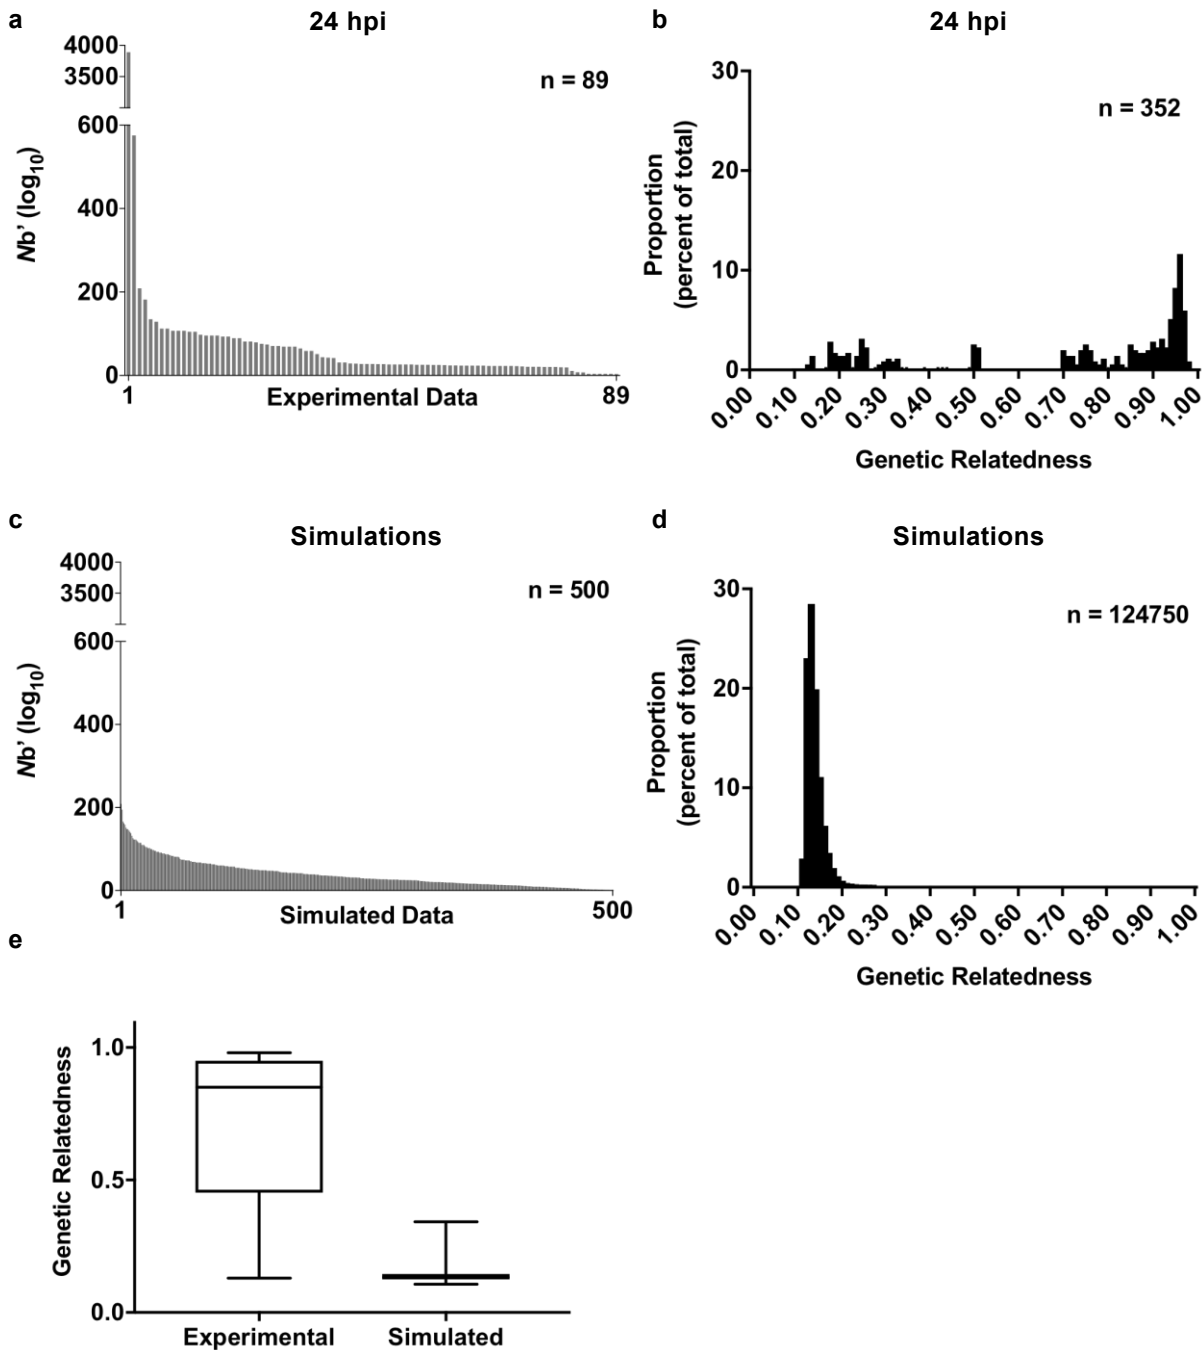 a
24 hpi
4000
3500
600
400
200
0
Nb' (log10)
n = 89
1
Experimental Data
89
b
24 hpi
30
20
10
0
Proportion
(percent of total)
n = 352
0.00
0.10
0.20
0.30
0.40
0.50
0.60
0.70
0.80
0.90
1.00
Genetic Relatedness
c
Simulations
4000
3500
600
400
200
0
Nb' (log10)
n = 500
1
Simulated Data
500
d
Simulations
30
20
10
0
Proportion
(percent of total)
n = 124750
0.00
0.10
0.20
0.30
0.40
0.50
0.60
0.70
0.80
0.90
1.00
Genetic Relatedness
e
1.0
0.5
0.0
Genetic Relatedness
Experimental
Simulated